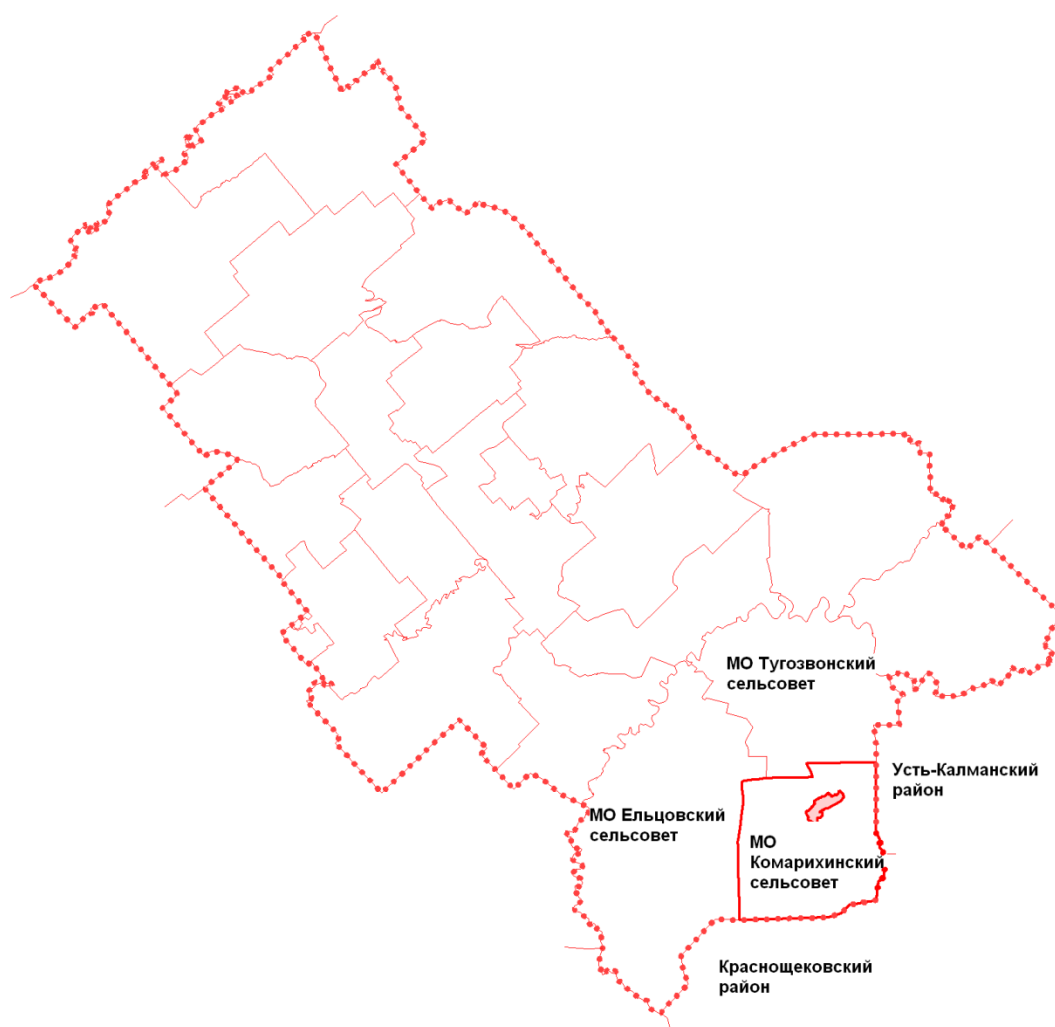 МО Тугозвонский
сельсовет
Усть-Калманский
район
МО Ельцовский
сельсовет
МО
Комарихинский
сельсовет
Краснощековский
район